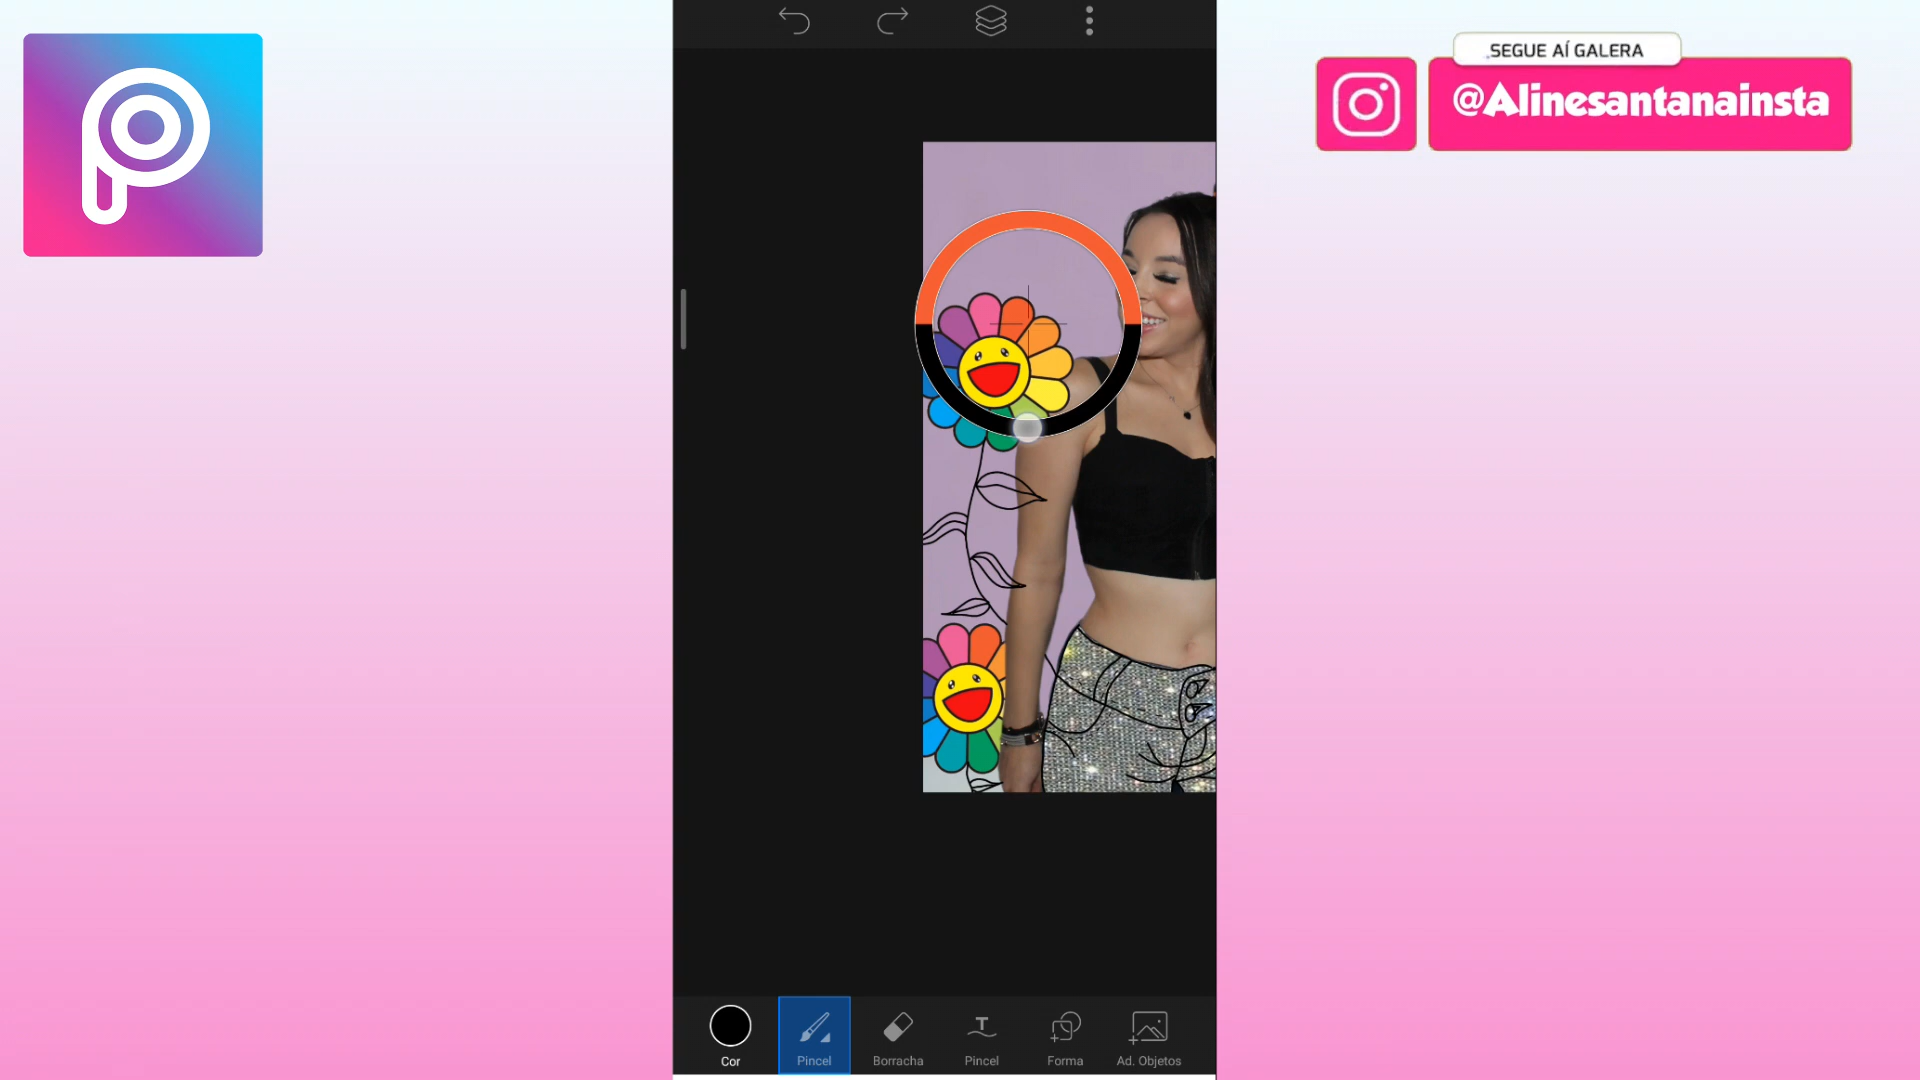 SEGUE AÍ GALERA
@Alinesantanainsta
Cor
Pincel
Borracha
Pincel
Forma
Ad. Objetos